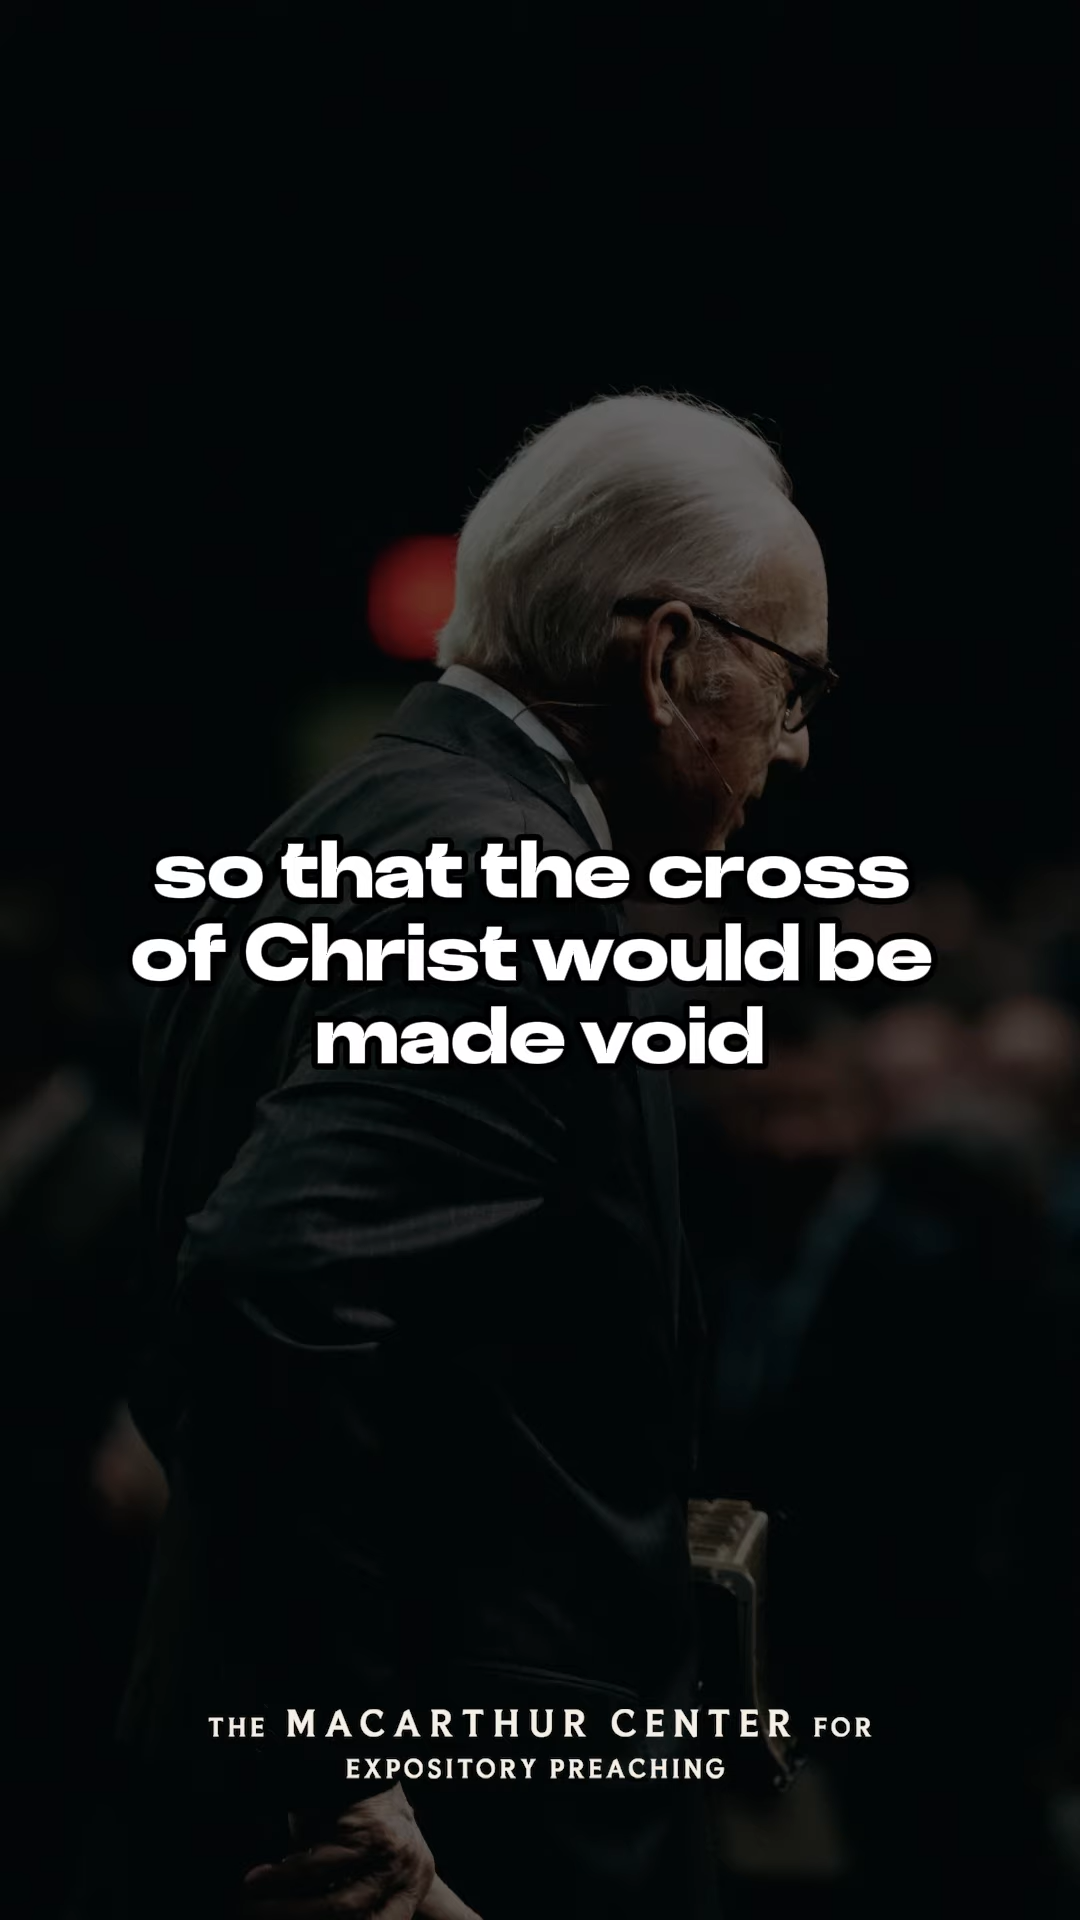 so that the cross
of Christ would be
made void
THE MACARTHUR CENTER FOR
EXPOSITORY PREACHING